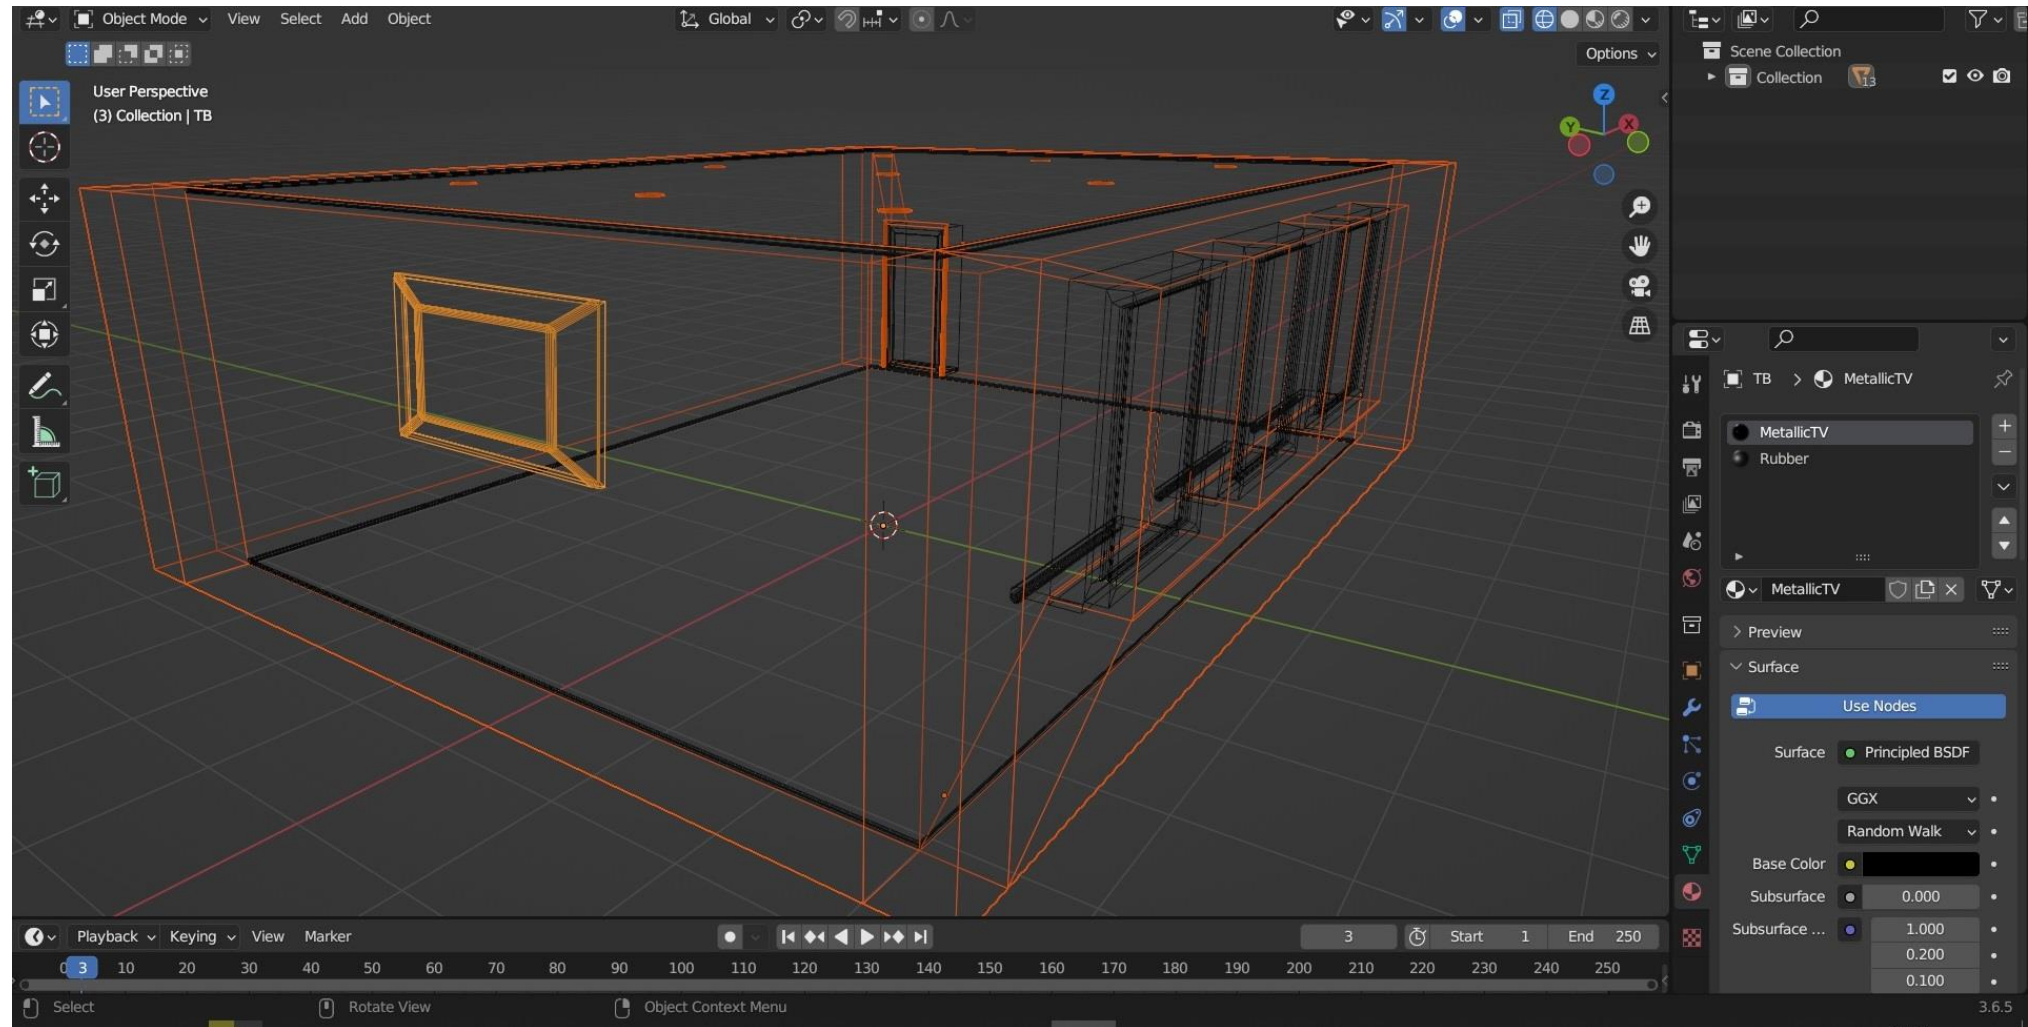 Object Mode View Select Add Object Global
Options
User Perspective
(3) Collection | TB
Z
Y
X
Scene Collection
Collection 13
TB > MetallicTV
MetallicTV
Rubber
MetallicTV
Preview
Surface
Use Nodes
Surface Principled BSDF
GGX
Random Walk
Base Color
Subsurface 0.000
Subsurface ... 1.000
0.200
0.100
Playback Keying View Marker 3 Start 1 End 250
0 3 10 20 30 40 50 60 70 80 90 100 110 120 130 140 150 160 170 180 190 200 210 220 230 240 250
Select Rotate View Object Context Menu 3.6.5